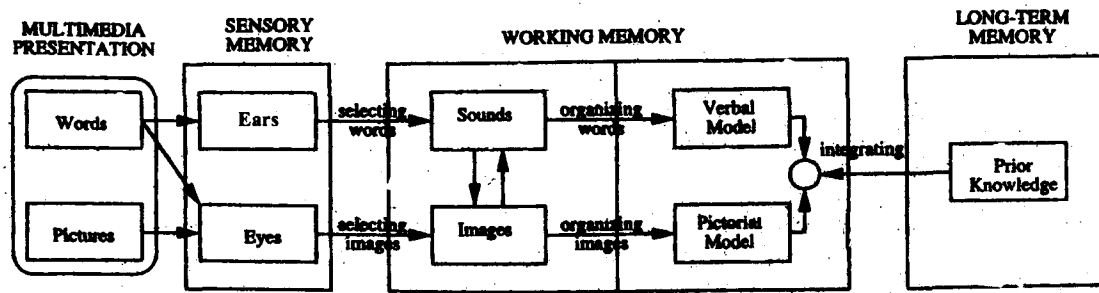 MULTIMEDIA
PRESENTATION
SENSORY
MEMORY
WORKING MEMORY
LONG-TERM
MEMORY
Words
Ears
selecting
words
Sounds
organizing
words
Verbal
Model
integrating
Prior
Knowledge
Pictures
Eyes
selecting
images
Images
organizing
images
Pictorial
Model